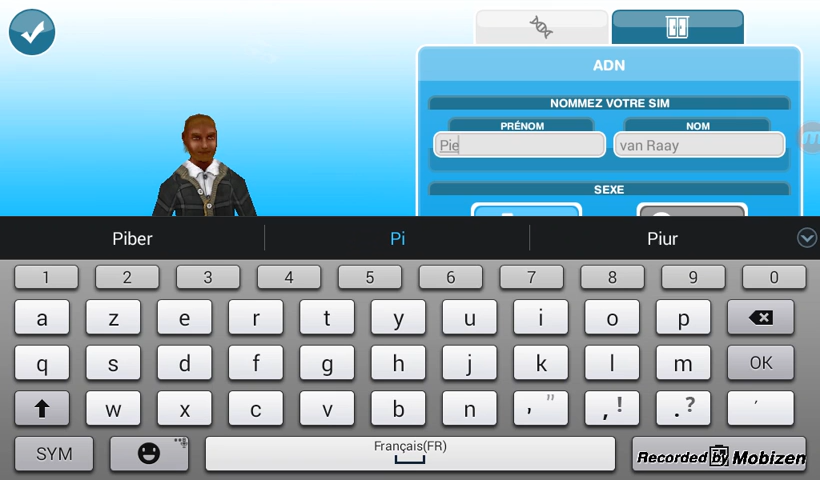 ADN
NOMMEZ VOTRE SIM
PRÉNOM NOM
Pie van Raay
SEXE
Piber Pi Piur
1 2 3 4 5 6 7 8 9 0
a z e r t y u i o p
q s d f g h j k l m OK
w x c v b n , " , ! . ? ´
SYM Français(FR) Recorded by Mobizen